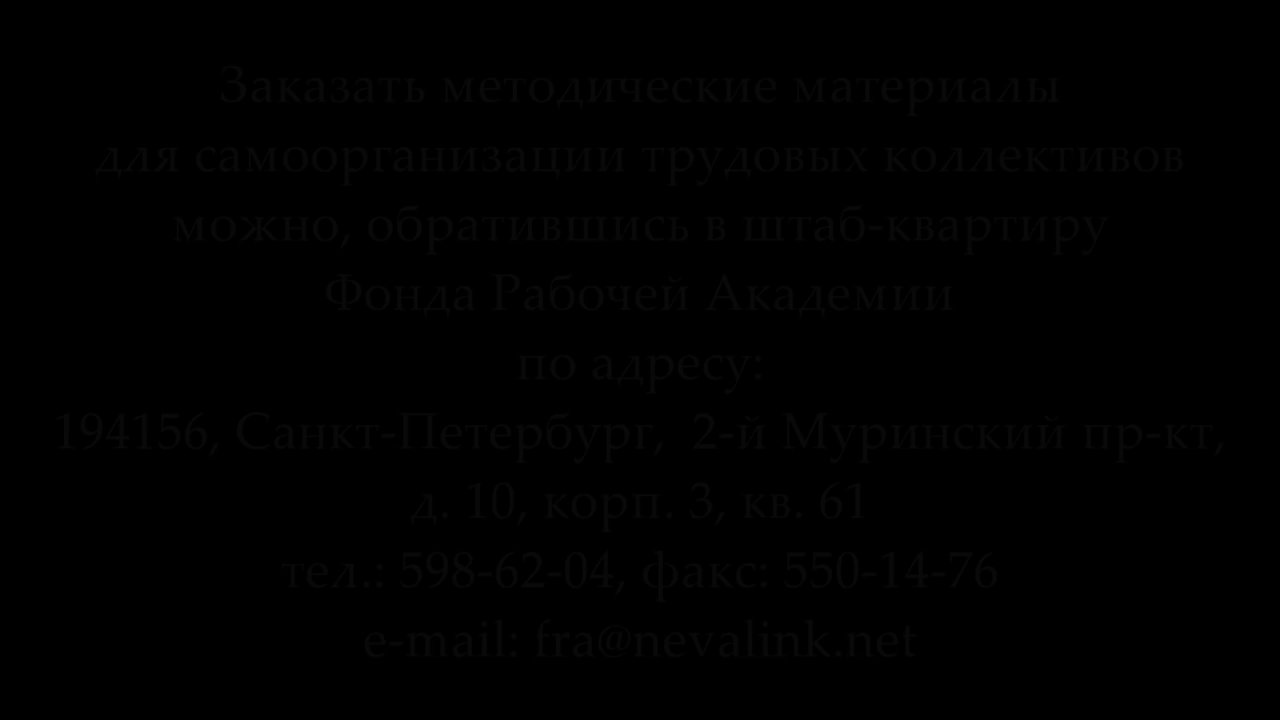 Заказать методические материалы
для самоорганизации трудовых коллективов
можно, обратившись в штаб-квартиру
Фонда Рабочей Академии
по адресу:
194156, Санкт-Петербург, 2-й Муринский пр-кт,
д. 10, корп. 3, кв. 61
тел.: 598-62-04, факс: 550-14-76
e-mail: fra@nevalink.net